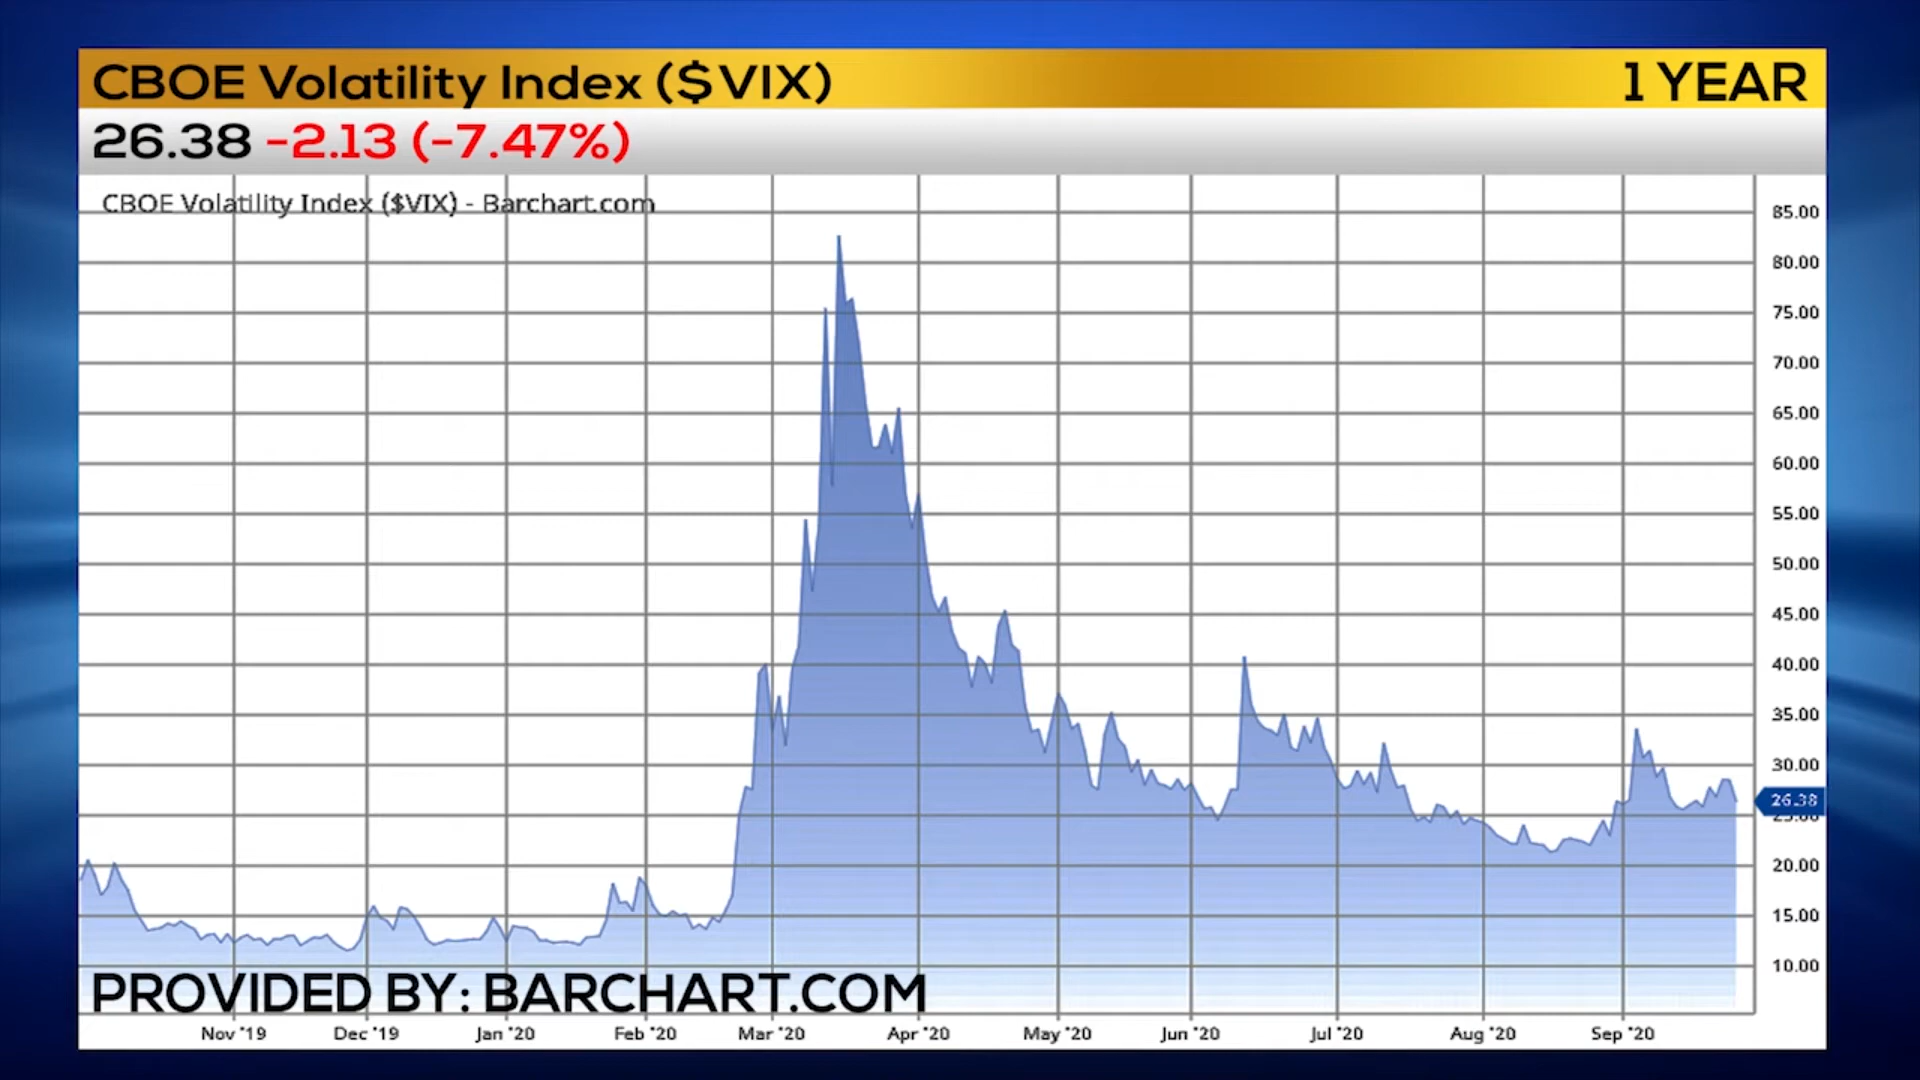 CBOE Volatility Index ($VIX)
1 YEAR
26.38 -2.13 (-7.47%)
CBOE Volatility Index ($VIX) - Barchart.com
85.00
80.00
75.00
70.00
65.00
60.00
55.00
50.00
45.00
40.00
35.00
30.00
26.38
25.00
20.00
15.00
10.00
PROVIDED BY: BARCHART.COM
Nov '19 Dec '19 Jan '20 Feb '20 Mar '20 Apr '20 May '20 Jun '20 Jul '20 Aug '20 Sep '20